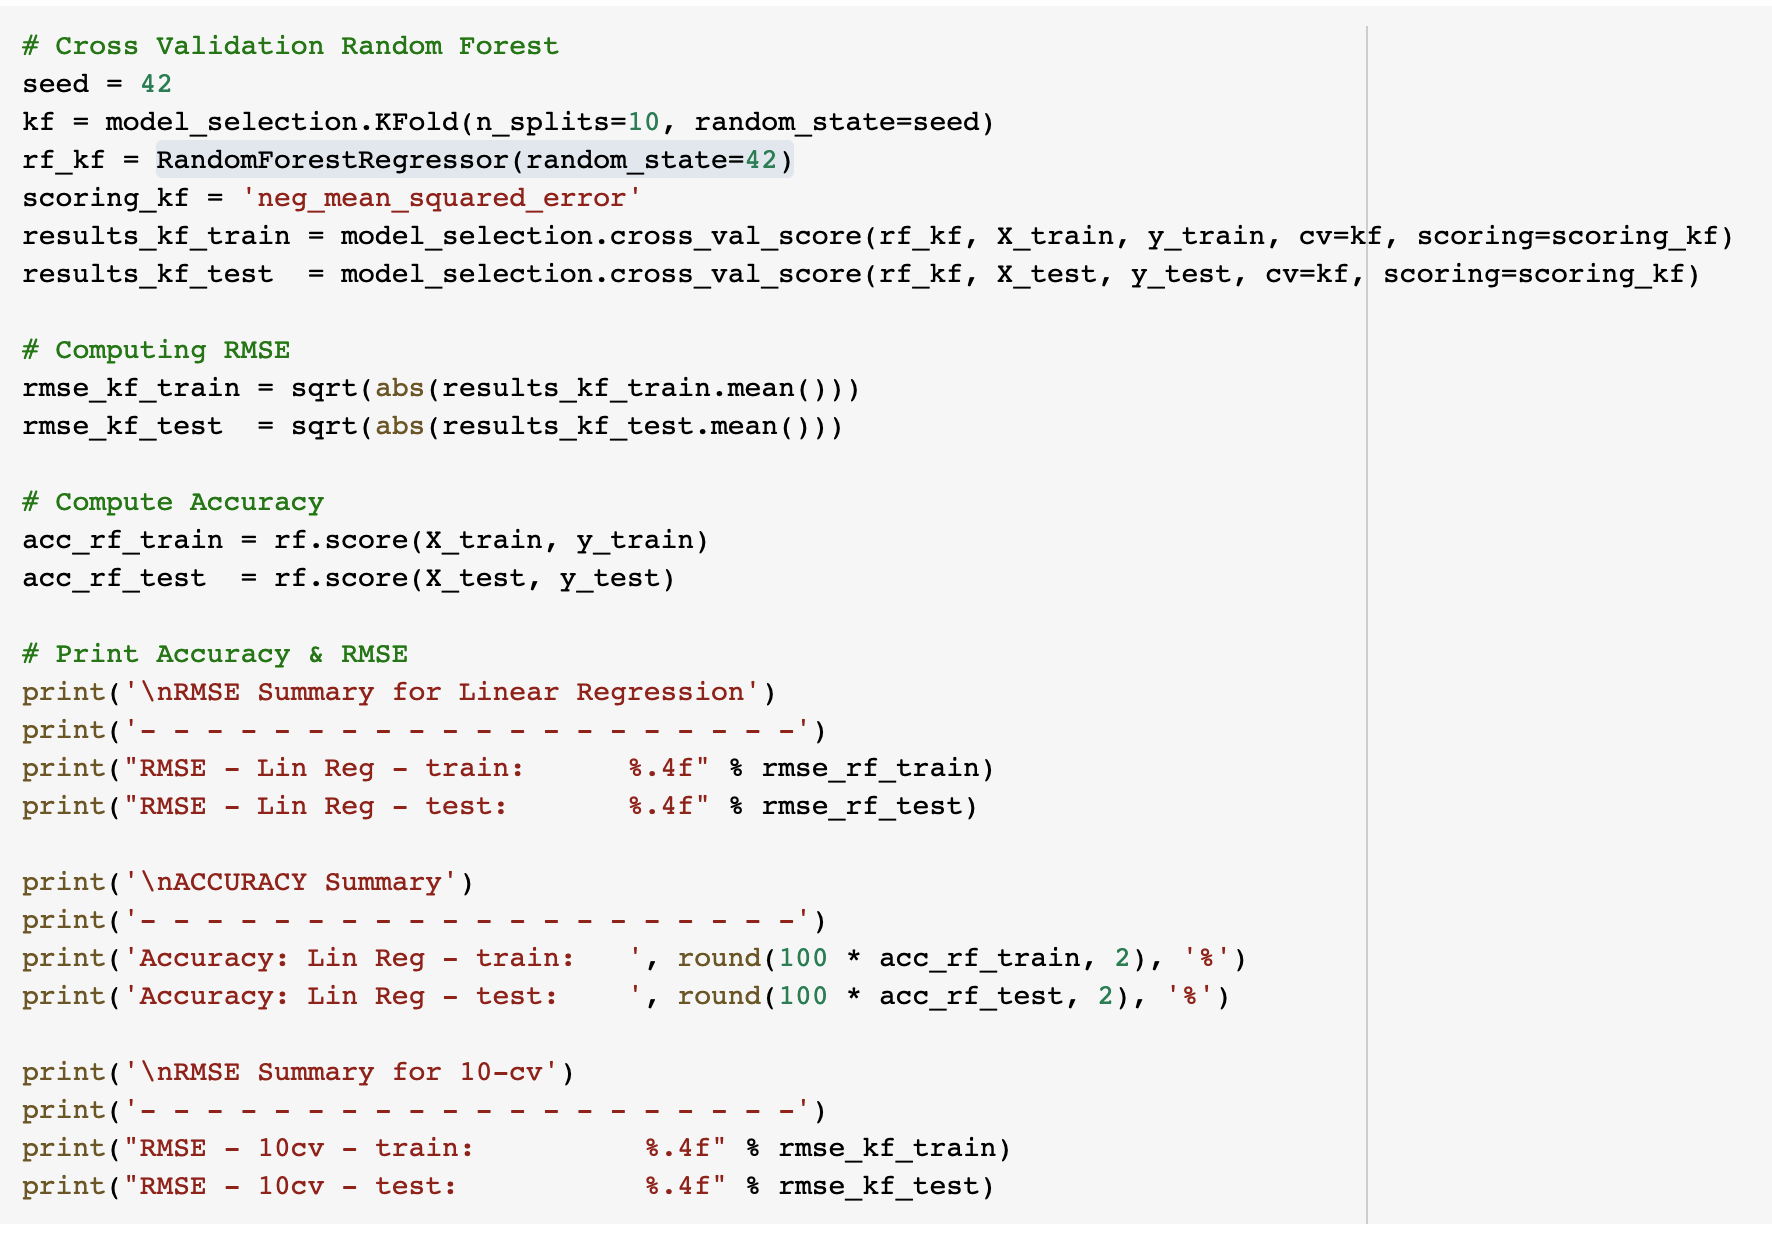 # Cross Validation Random Forest
seed = 42
kf = model_selection.KFold(n_splits=10, random_state=seed)
rf_kf = RandomForestRegressor(random_state=42)
scoring_kf = 'neg_mean_squared_error'
results_kf_train = model_selection.cross_val_score(rf_kf, X_train, y_train, cv=kf, scoring=scoring_kf)
results_kf_test  = model_selection.cross_val_score(rf_kf, X_test, y_test, cv=kf, scoring=scoring_kf)

# Computing RMSE
rmse_kf_train = sqrt(abs(results_kf_train.mean()))
rmse_kf_test  = sqrt(abs(results_kf_test.mean()))

# Compute Accuracy
acc_rf_train = rf.score(X_train, y_train)
acc_rf_test  = rf.score(X_test, y_test)

# Print Accuracy & RMSE
print('\nRMSE Summary for Linear Regression')
print('- - - - - - - - - - - - - - - - - - - -')
print("RMSE - Lin Reg - train:      %.4f" % rmse_rf_train)
print("RMSE - Lin Reg - test:       %.4f" % rmse_rf_test)

print('\nACCURACY Summary')
print('- - - - - - - - - - - - - - - - - - - -')
print('Accuracy: Lin Reg - train:   ', round(100 * acc_rf_train, 2), '%')
print('Accuracy: Lin Reg - test:    ', round(100 * acc_rf_test, 2), '%')

print('\nRMSE Summary for 10-cv')
print('- - - - - - - - - - - - - - - - - - - -')
print("RMSE - 10cv - train:          %.4f" % rmse_kf_train)
print("RMSE - 10cv - test:           %.4f" % rmse_kf_test)